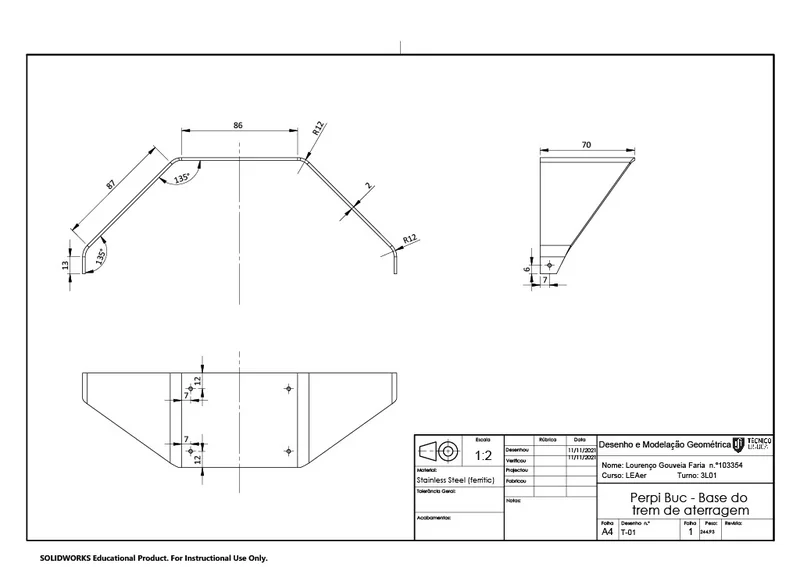 86
R12
87
135°
2
135°
13
R12
70
6
7
12
7
7
12
Escala
1:2
Rúbrica
Data
Desenhou
11/11/2021
Verificou
11/11/2021
Projectou
Fabricou
Notas:
Material:
Stainless Steel (ferritic)
Tolerância Geral:
Acabamentos:
Desenho e Modelação Geométrica
TÉCNICO
LISBOA
Nome: Lourenço Gouveia Faria n.º103354
Curso: LEAer Turno: 3L01
Perpi Buc - Base do
trem de aterragem
Folha
A4
Desenho n.º
T-01
Folha
1
Peso:
244,93
Revisão:
SOLIDWORKS Educational Product. For Instructional Use Only.